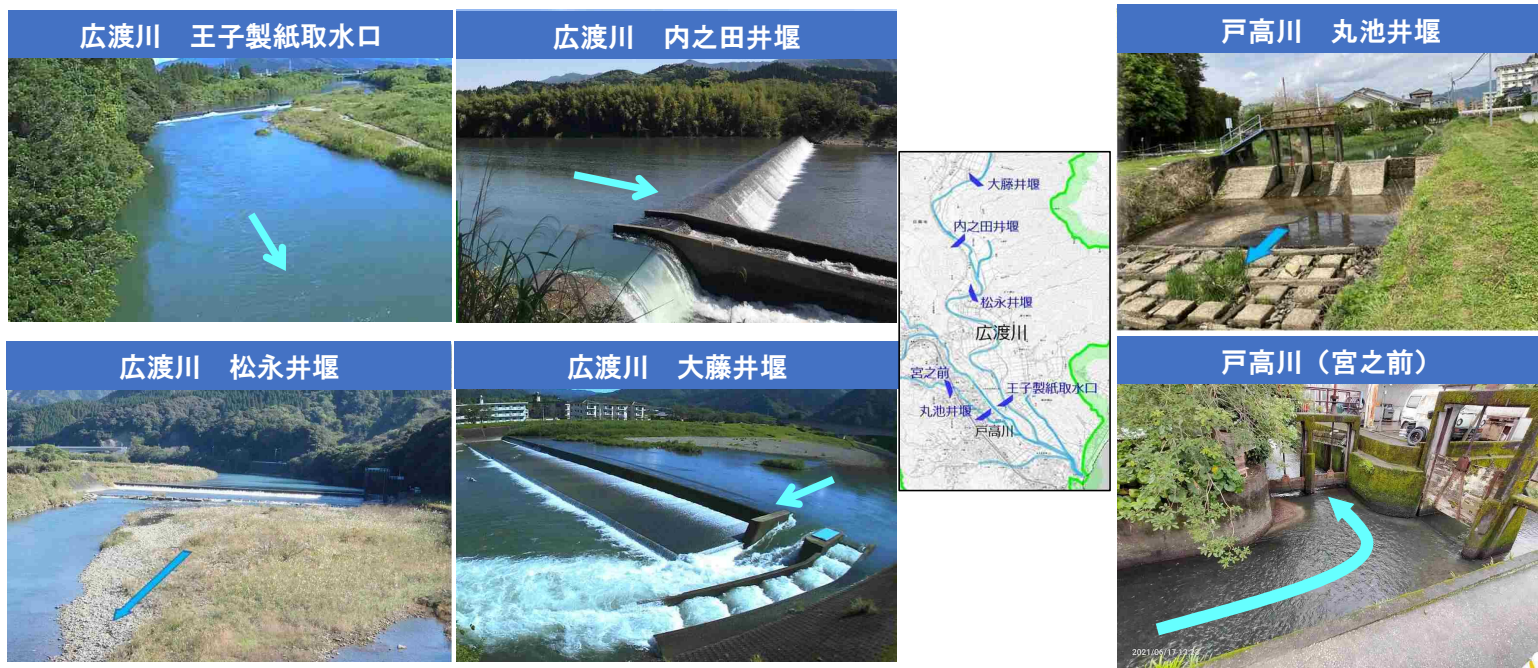 広渡川　王子製紙取水口
広渡川　内之田井堰
戸高川　丸池井堰
大藤井堰
内之田井堰
松永井堰
広渡川
宮之前
王子製紙取水口
丸池井堰
戸高川
広渡川　松永井堰
広渡川　大藤井堰
戸高川（宮之前）